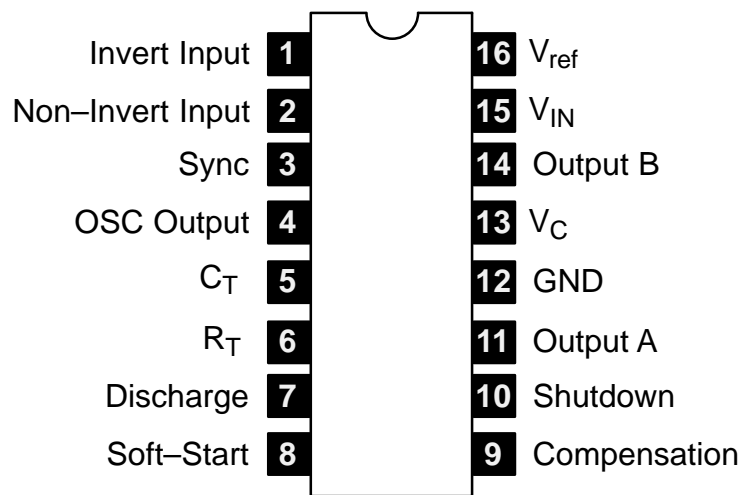 Invert Input 1 16 Vref
Non–Invert Input 2 15 VIN
Sync 3 14 Output B
OSC Output 4 13 VC
CT 5 12 GND
RT 6 11 Output A
Discharge 7 10 Shutdown
Soft–Start 8 9 Compensation